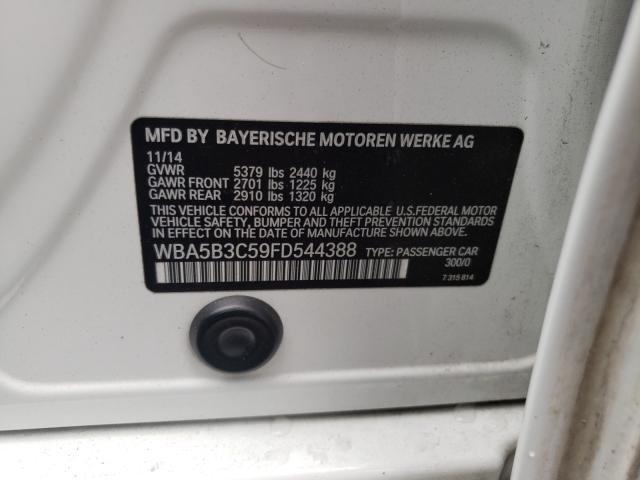 MFD BY BAYERISCHE MOTOREN WERKE AG
11/14
GVWR 5379 lbs 2440 kg
GAWR FRONT 2701 lbs 1225 kg
GAWR REAR 2910 lbs 1320 kg
THIS VEHICLE CONFORMS TO ALL APPLICABLE U.S.FEDERAL MOTOR
VEHICLE SAFETY, BUMPER AND THEFT PREVENTION STANDARDS
IN EFFECT ON THE DATE OF MANUFACTURE SHOWN ABOVE.
WBA5B3C59FD544388 TYPE: PASSENGER CAR
300/0
7 315 814